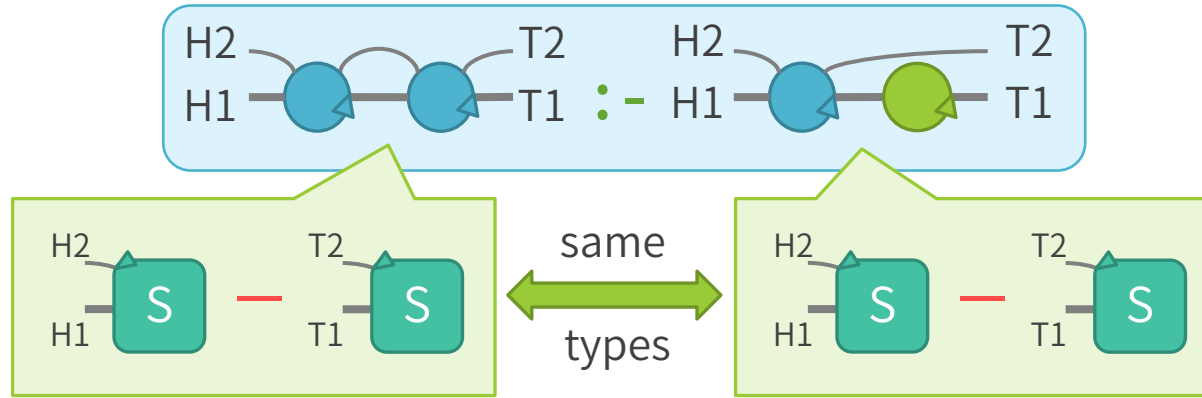 H2 T2 H2 T2
H1 T1 :- H1 T1
H2 T2 same H2 T2
S S S S
H1 T1 types H1 T1